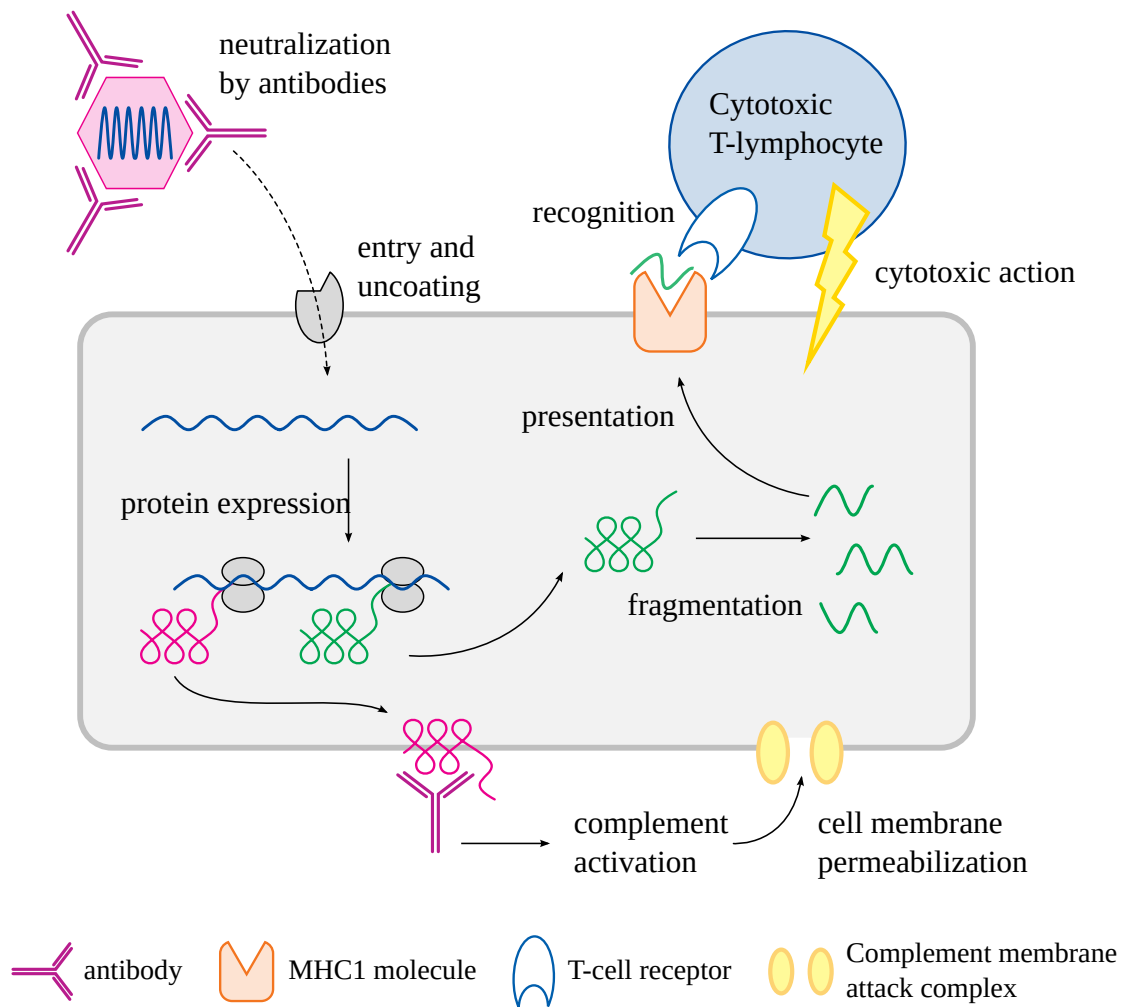 neutralization
by antibodies
Cytotoxic
T-lymphocyte
recognition
entry and
uncoating
cytotoxic action
presentation
protein expression
fragmentation
complement
activation
cell membrane
permeabilization
antibody
MHC1 molecule
T-cell receptor
Complement membrane
attack complex